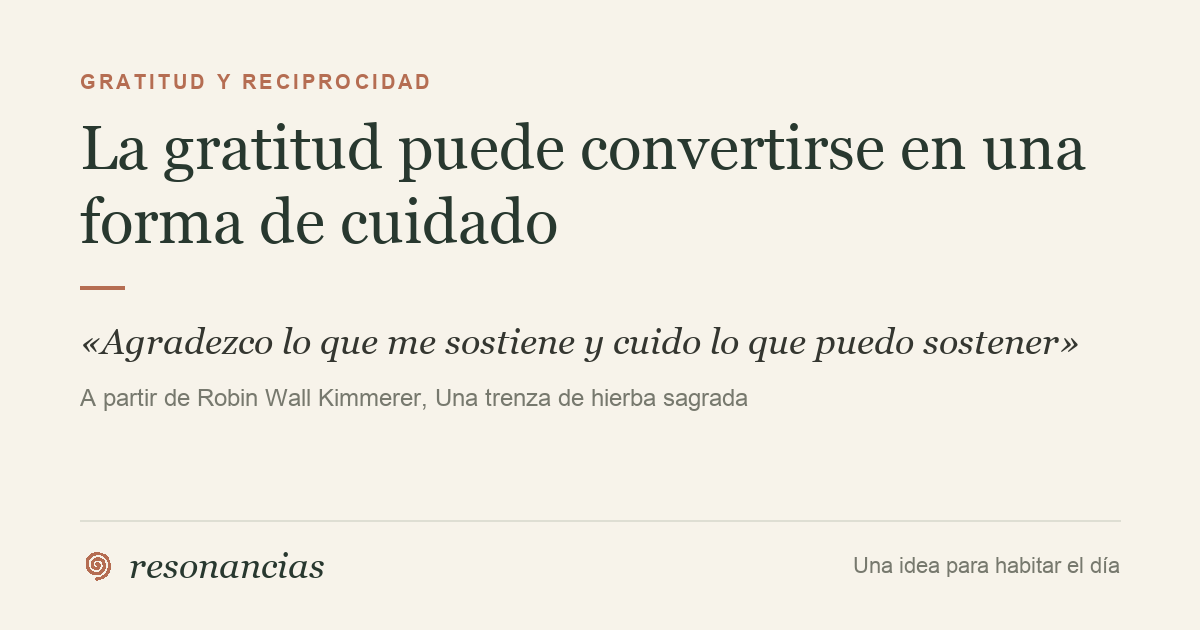 GRATITUD Y RECIPROCIDAD
La gratitud puede convertirse en una
forma de cuidado
«Agradezco lo que me sostiene y cuido lo que puedo sostener»
A partir de Robin Wall Kimmerer, Una trenza de hierba sagrada
resonancias
Una idea para habitar el día